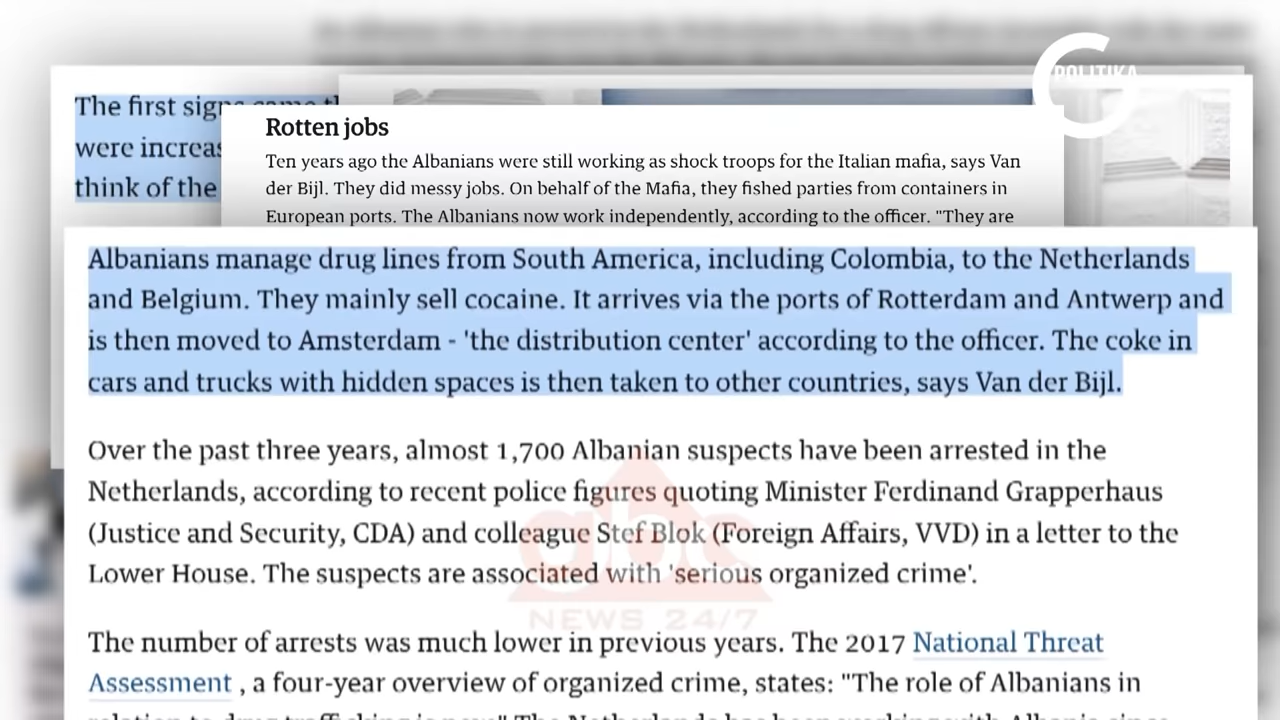 POLITIKA
The first signs came
were increas
think of the
Rotten jobs
Ten years ago the Albanians were still working as shock troops for the Italian mafia, says Van
der Bijl. They did messy jobs. On behalf of the Mafia, they fished parties from containers in
European ports. The Albanians now work independently, according to the officer. "They are
Albanians manage drug lines from South America, including Colombia, to the Netherlands
and Belgium. They mainly sell cocaine. It arrives via the ports of Rotterdam and Antwerp and
is then moved to Amsterdam - 'the distribution center' according to the officer. The coke in
cars and trucks with hidden spaces is then taken to other countries, says Van der Bijl.
Over the past three years, almost 1,700 Albanian suspects have been arrested in the
Netherlands, according to recent police figures quoting Minister Ferdinand Grapperhaus
(Justice and Security, CDA) and colleague Stef Blok (Foreign Affairs, VVD) in a letter to the
Lower House. The suspects are associated with 'serious organized crime'.
abc
NEWS 24/7
The number of arrests was much lower in previous years. The 2017 National Threat
Assessment , a four-year overview of organized crime, states: "The role of Albanians in